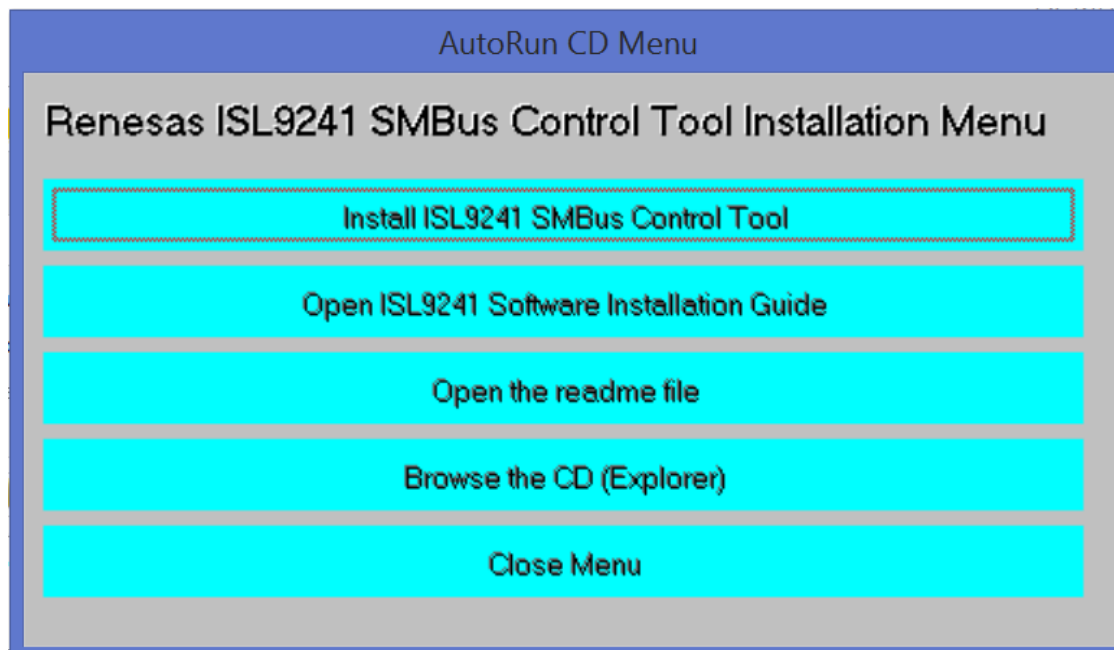 AutoRun CD Menu
Renesas ISL9241 SMBus Control Tool Installation Menu
Install ISL9241 SMBus Control Tool
Open ISL9241 Software Installation Guide
Open the readme file
Browse the CD (Explorer)
Close Menu